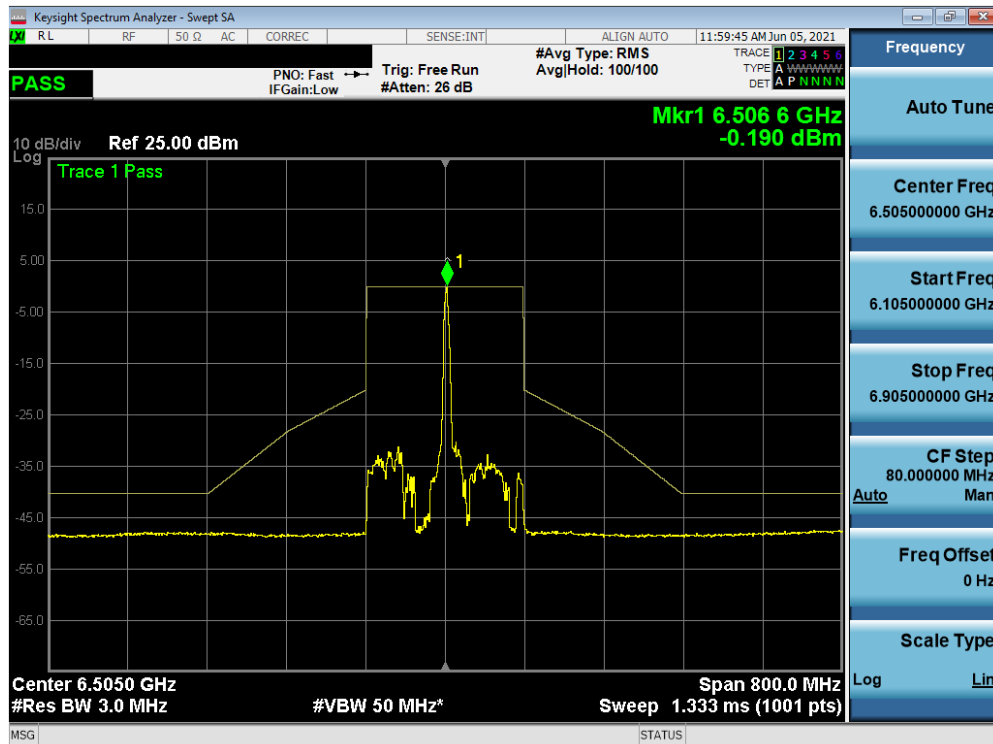 Keysight Spectrum Analyzer - Swept SA
LXI RL RF 50 Ω AC CORREC SENSE:INT ALIGN AUTO 11:59:45 AM Jun 05, 2021
Frequency
PASS
PNO: Fast
IFGain:Low
Trig: Free Run
#Atten: 26 dB
#Avg Type: RMS
Avg|Hold: 100/100
TRACE 1 2 3 4 5 6
TYPE A WWWWW
DET A P N N N N
Auto Tune
Mkr1 6.506 6 GHz
-0.190 dBm
10 dB/div Ref 25.00 dBm
Log
Trace 1 Pass
1
15.0
5.00
-5.00
-15.0
-25.0
-35.0
-45.0
-55.0
-65.0
Center Freq
6.505000000 GHz
Start Freq
6.105000000 GHz
Stop Freq
6.905000000 GHz
CF Step
80.000000 MHz
Auto Man
Freq Offset
0 Hz
Scale Type
Log Lin
Center 6.5050 GHz Span 800.0 MHz
#Res BW 3.0 MHz #VBW 50 MHz* Sweep 1.333 ms (1001 pts)
MSG STATUS